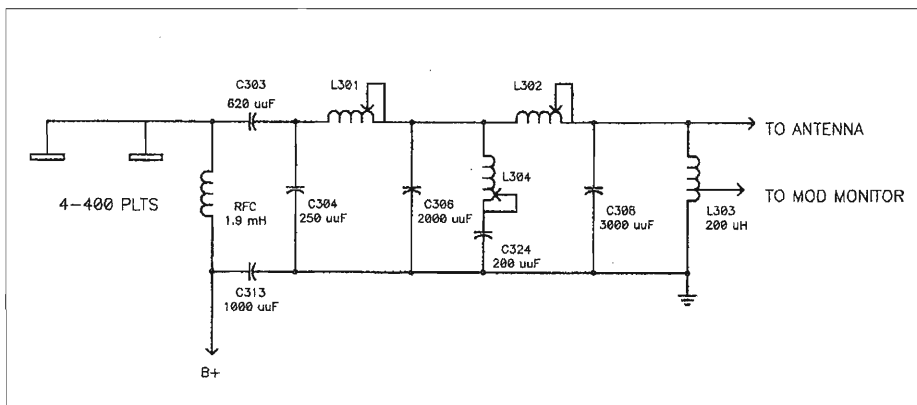 C303
620 uuF
L301
L302
TO ANTENNA
4-400 PLTS
RFC
1.9 mH
C304
250 uuF
C306
2000 uuF
L304
C324
200 uuF
C306
3000 uuF
TO MOD MONITOR
L303
200 uH
C313
1000 uuF
B+